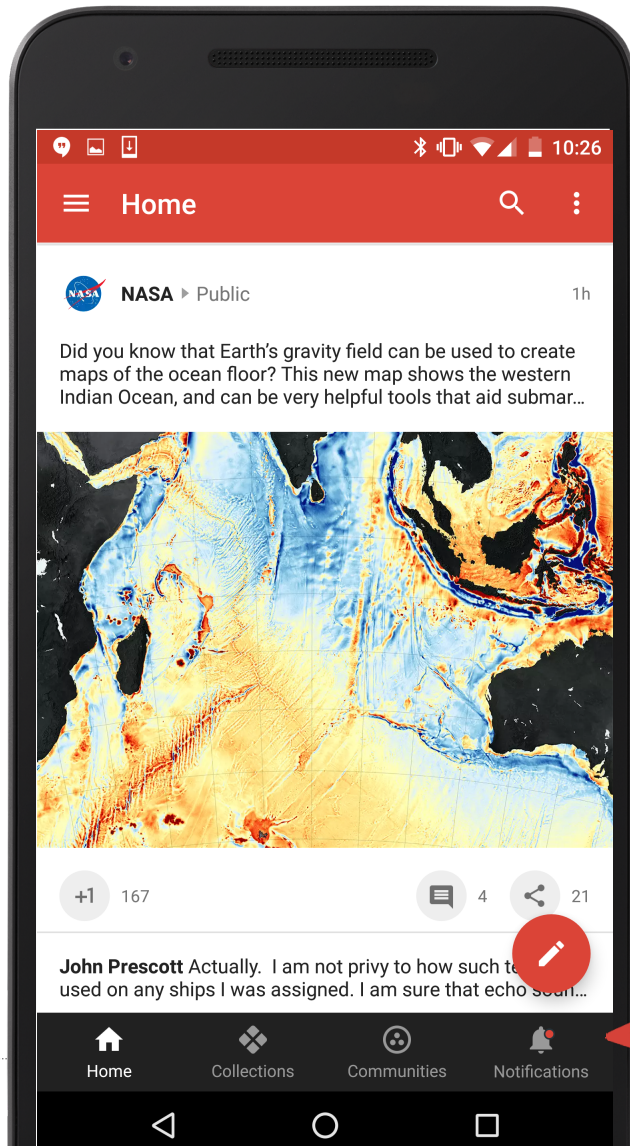 10:26
Home
NASA
NASA Public 1h
Did you know that Earth's gravity field can be used to create
maps of the ocean floor? This new map shows the western
Indian Ocean, and can be very helpful tools that aid submar...
+1 167 4 21
John Prescott Actually. I am not privy to how such
used on any ships I was assigned. I am sure that echo
Home Collections Communities Notifications